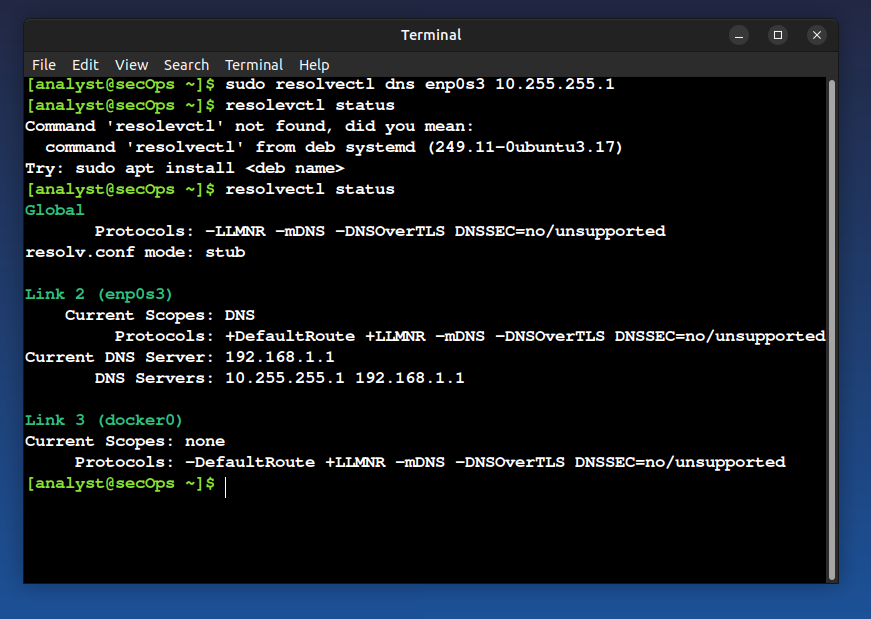 Terminal
File Edit View Search Terminal Help
[analyst@secOps ~]$ sudo resolvectl dns enp0s3 10.255.255.1
[analyst@secOps ~]$ resolevctl status
Command 'resolevctl' not found, did you mean:
  command 'resolvectl' from deb systemd (249.11-0ubuntu3.17)
Try: sudo apt install <deb name>
[analyst@secOps ~]$ resolvectl status
Global
       Protocols: -LLMNR -mDNS -DNSOverTLS DNSSEC=no/unsupported
resolv.conf mode: stub

Link 2 (enp0s3)
    Current Scopes: DNS
         Protocols: +DefaultRoute +LLMNR -mDNS -DNSOverTLS DNSSEC=no/unsupported
Current DNS Server: 192.168.1.1
       DNS Servers: 10.255.255.1 192.168.1.1

Link 3 (docker0)
Current Scopes: none
     Protocols: -DefaultRoute +LLMNR -mDNS -DNSOverTLS DNSSEC=no/unsupported
[analyst@secOps ~]$